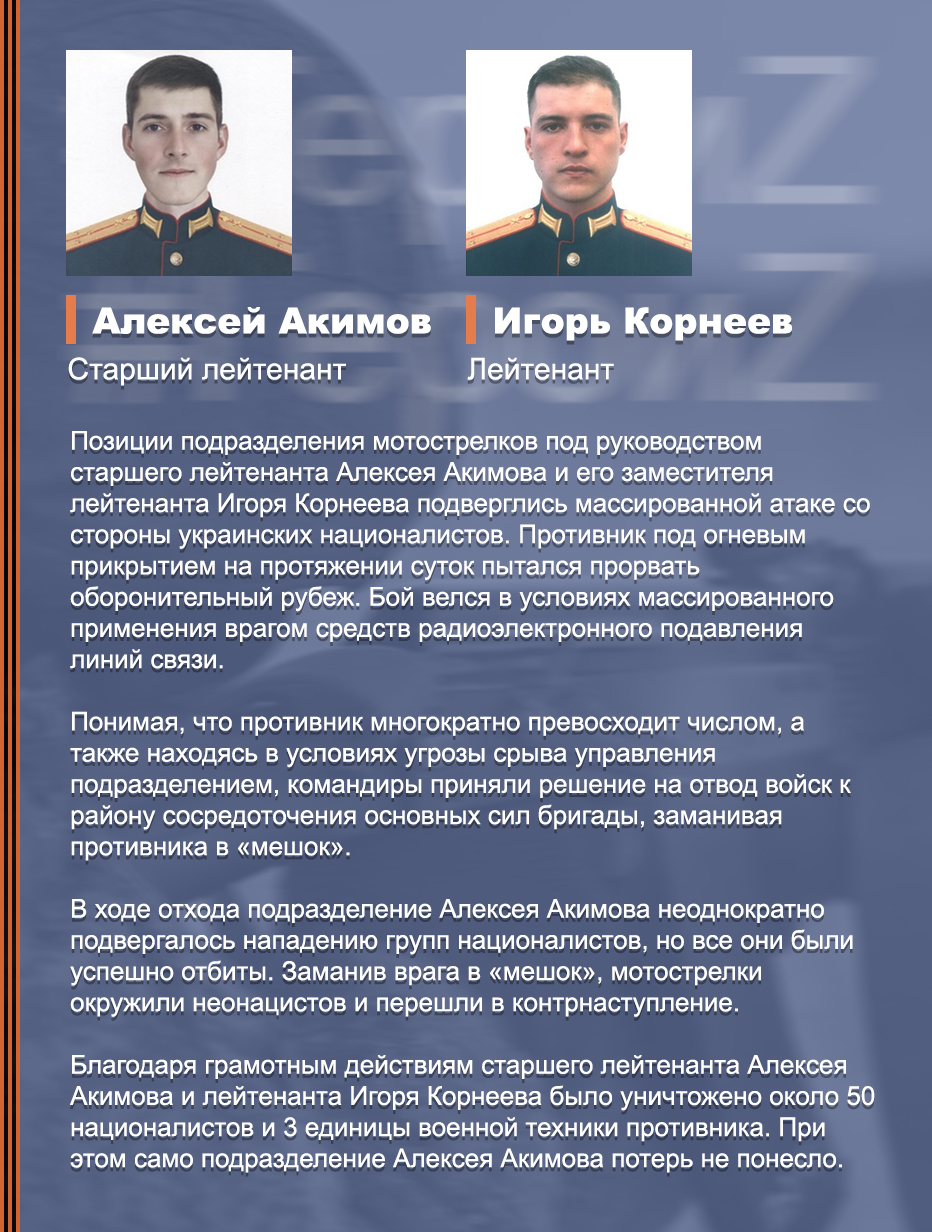 ГероиZ
ГероиZ
Алексей Акимов
Старший лейтенант
Игорь Корнеев
Лейтенант
Позиции подразделения мотострелков под руководством
старшего лейтенанта Алексея Акимова и его заместителя
лейтенанта Игоря Корнеева подверглись массированной атаке со
стороны украинских националистов. Противник под огневым
прикрытием на протяжении суток пытался прорвать
оборонительный рубеж. Бой велся в условиях массированного
применения врагом средств радиоэлектронного подавления
линий связи.
Понимая, что противник многократно превосходит числом, а
также находясь в условиях угрозы срыва управления
подразделением, командиры приняли решение на отвод войск к
району сосредоточения основных сил бригады, заманивая
противника в «мешок».
В ходе отхода подразделение Алексея Акимова неоднократно
подвергалось нападению групп националистов, но все они были
успешно отбиты. Заманив врага в «мешок», мотострелки
окружили неонацистов и перешли в контрнаступление.
Благодаря грамотным действиям старшего лейтенанта Алексея
Акимова и лейтенанта Игоря Корнеева было уничтожено около 50
националистов и 3 единицы военной техники противника. При
этом само подразделение Алексея Акимова потерь не понесло.